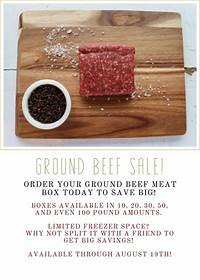 GROUND BEEF SALE!
ORDER YOUR GROUND BEEF MEAT
BOX TODAY TO SAVE BIG!
BOXES AVAILABLE IN 10, 20, 30, 50,
AND EVEN 100 POUND AMOUNTS.
LIMITED FREEZER SPACE?
WHY NOT SPLIT IT WITH A FRIEND TO
GET BIG SAVINGS!
AVAILABLE THROUGH AUGUST 19TH!